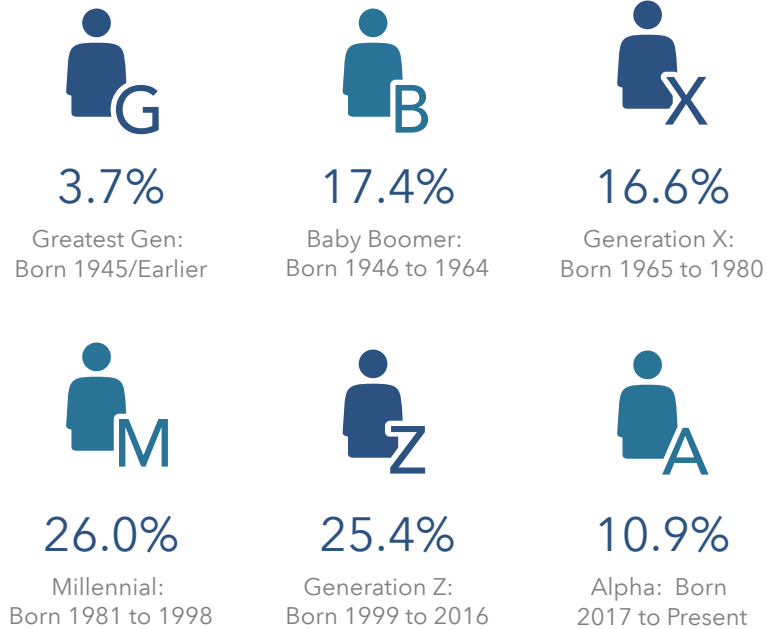 G
B
X
3.7%
17.4%
16.6%
Greatest Gen:
Born 1945/Earlier
Baby Boomer:
Born 1946 to 1964
Generation X:
Born 1965 to 1980
M
Z
A
26.0%
25.4%
10.9%
Millennial:
Born 1981 to 1998
Generation Z:
Born 1999 to 2016
Alpha:  Born
2017 to Present